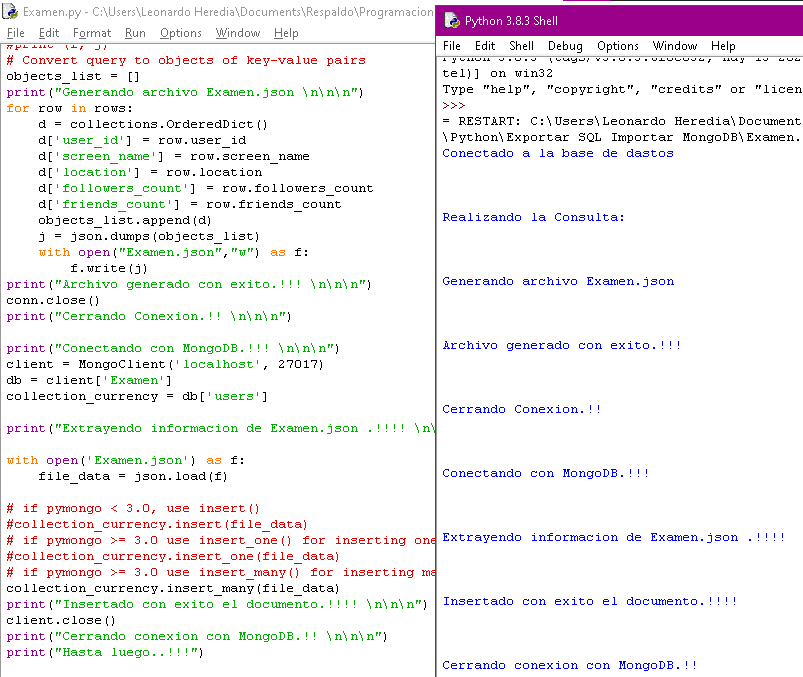 Examen.py - C:\Users\Leonardo Heredia\Documents\Respaldo\Programacion
File Edit Format Run Options Window Help
#print (i, j)
# Convert query to objects of key-value pairs
objects_list = []
print("Generando archivo Examen.json \n\n\n")
for row in rows:
    d = collections.OrderedDict()
    d['user_id'] = row.user_id
    d['screen_name'] = row.screen_name
    d['location'] = row.location
    d['followers_count'] = row.followers_count
    d['friends_count'] = row.friends_count
    objects_list.append(d)
    j = json.dumps(objects_list)
    with open("Examen.json","w") as f:
        f.write(j)
print("Archivo generado con exito.!!! \n\n\n")
conn.close()
print("Cerrando Conexion.!! \n\n\n")
print("Conectando con MongoDB.!!! \n\n\n")
client = MongoClient('localhost', 27017)
db = client['Examen']
collection_currency = db['users']
print("Extrayendo informacion de Examen.json .!!!! \n\
with open('Examen.json') as f:
    file_data = json.load(f)
# if pymongo < 3.0, use insert()
#collection_currency.insert(file_data)
# if pymongo >= 3.0 use insert_one() for inserting one
#collection_currency.insert_one(file_data)
# if pymongo >= 3.0 use insert_many() for inserting ma
collection_currency.insert_many(file_data)
print("Insertado con exito el documento.!!!! \n\n\n")
client.close()
print("Cerrando conexion con MongoDB.!! \n\n\n")
print("Hasta luego..!!!")
Python 3.8.3 Shell
File Edit Shell Debug Options Window Help
tel)] on win32
Type "help", "copyright", "credits" or "licen
>>>
= RESTART: C:\Users\Leonardo Heredia\Document
\Python\Exportar SQL Importar MongoDB\Examen.
Conectado a la base de dastos
Realizando la Consulta:
Generando archivo Examen.json
Archivo generado con exito.!!!
Cerrando Conexion.!!
Conectando con MongoDB.!!!
Extrayendo informacion de Examen.json .!!!!
Insertado con exito el documento.!!!!
Cerrando conexion con MongoDB.!!